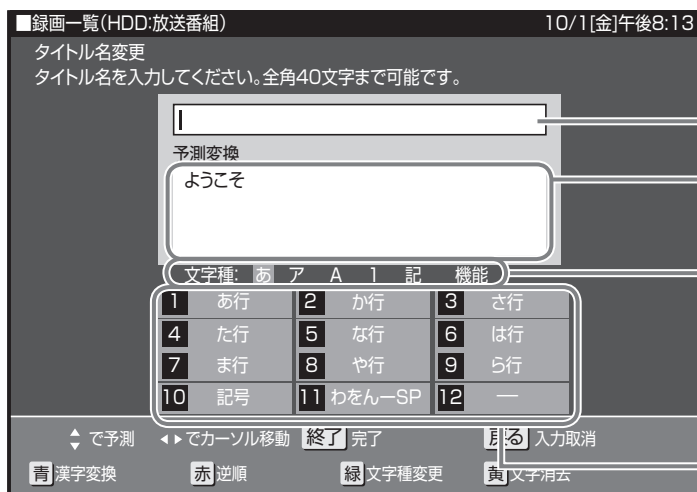 ■録画一覧(HDD:放送番組) 10/1[金]午後8:13
タイトル名変更
タイトル名を入力してください。全角40文字まで可能です。
予測変換
ようこそ
文字種: あ ア A 1 記 機能
1 あ行 2 か行 3 さ行
4 た行 5 な行 6 は行
7 ま行 8 や行 9 ら行
10 記号 11 わをんーSP 12 ―
で予測 でカーソル移動 終了 完了 戻る 入力取消
青 漢字変換 赤 逆順 緑 文字種変更 黄 文字消去